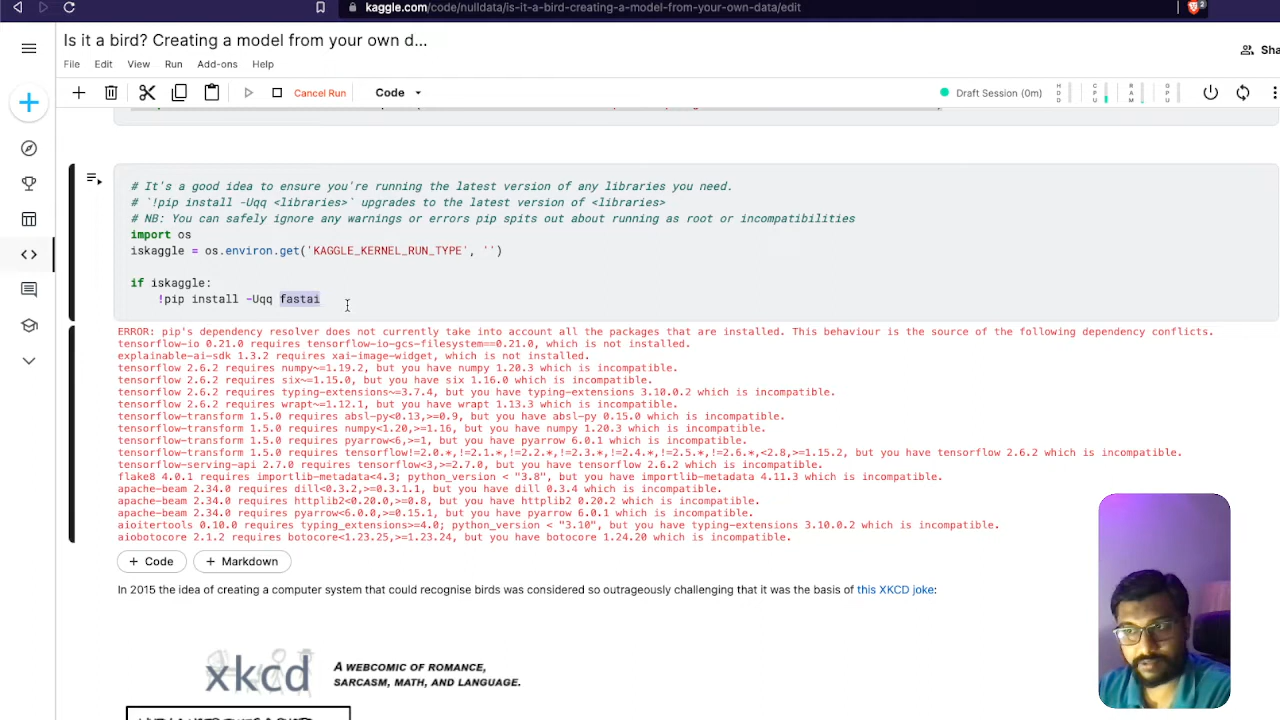 kaggle.com/code/nulldata/is-it-a-bird-creating-a-model-from-your-own-data/edit
2
Is it a bird? Creating a model from your own d...
Sha
File Edit View Run Add-ons Help
Cancel Run Code Draft Session (0m) HDD CPU RAM GPU
# It's a good idea to ensure you're running the latest version of any libraries you need.
# `!pip install -Uqq <libraries>` upgrades to the latest version of <libraries>
# NB: You can safely ignore any warnings or errors pip spits out about running as root or incompatibilities
import os
iskaggle = os.environ.get('KAGGLE_KERNEL_RUN_TYPE', '')
if iskaggle:
!pip install -Uqq fastai
ERROR: pip's dependency resolver does not currently take into account all the packages that are installed. This behaviour is the source of the following dependency conflicts.
tensorflow-io 0.21.0 requires tensorflow-io-gcs-filesystem==0.21.0, which is not installed.
explainable-ai-sdk 1.3.2 requires xai-image-widget, which is not installed.
tensorflow 2.6.2 requires numpy~=1.19.2, but you have numpy 1.20.3 which is incompatible.
tensorflow 2.6.2 requires six~=1.15.0, but you have six 1.16.0 which is incompatible.
tensorflow 2.6.2 requires typing-extensions~=3.7.4, but you have typing-extensions 3.10.0.2 which is incompatible.
tensorflow 2.6.2 requires wrapt~=1.12.1, but you have wrapt 1.13.3 which is incompatible.
tensorflow-transform 1.5.0 requires absl-py<0.13,>=0.9, but you have absl-py 0.15.0 which is incompatible.
tensorflow-transform 1.5.0 requires numpy<1.20,>=1.16, but you have numpy 1.20.3 which is incompatible.
tensorflow-transform 1.5.0 requires pyarrow<6,>=1, but you have pyarrow 6.0.1 which is incompatible.
tensorflow-transform 1.5.0 requires tensorflow!=2.0.*,!=2.1.*,!=2.2.*,!=2.3.*,!=2.4.*,!=2.5.*,!=2.6.*,<2.8,>=1.15.2, but you have tensorflow 2.6.2 which is incompatible.
tensorflow-serving-api 2.7.0 requires tensorflow<3,>=2.7.0, but you have tensorflow 2.6.2 which is incompatible.
flake8 4.0.1 requires importlib-metadata<4.3; python_version < "3.8", but you have importlib-metadata 4.11.3 which is incompatible.
apache-beam 2.34.0 requires dill<0.3.2,>=0.3.1.1, but you have dill 0.3.4 which is incompatible.
apache-beam 2.34.0 requires httplib2<0.20.0,>=0.8, but you have httplib2 0.20.2 which is incompatible.
apache-beam 2.34.0 requires pyarrow<6.0.0,>=0.15.1, but you have pyarrow 6.0.1 which is incompatible.
aioitertools 0.10.0 requires typing_extensions>=4.0; python_version < "3.10", but you have typing-extensions 3.10.0.2 which is incompatible.
aiobotocore 2.1.2 requires botocore<1.23.25,>=1.23.24, but you have botocore 1.24.20 which is incompatible.
+ Code + Markdown
In 2015 the idea of creating a computer system that could recognise birds was considered so outrageously challenging that it was the basis of this XKCD joke:
xkcd
A WEBCOMIC OF ROMANCE,
SARCASM, MATH, AND LANGUAGE.